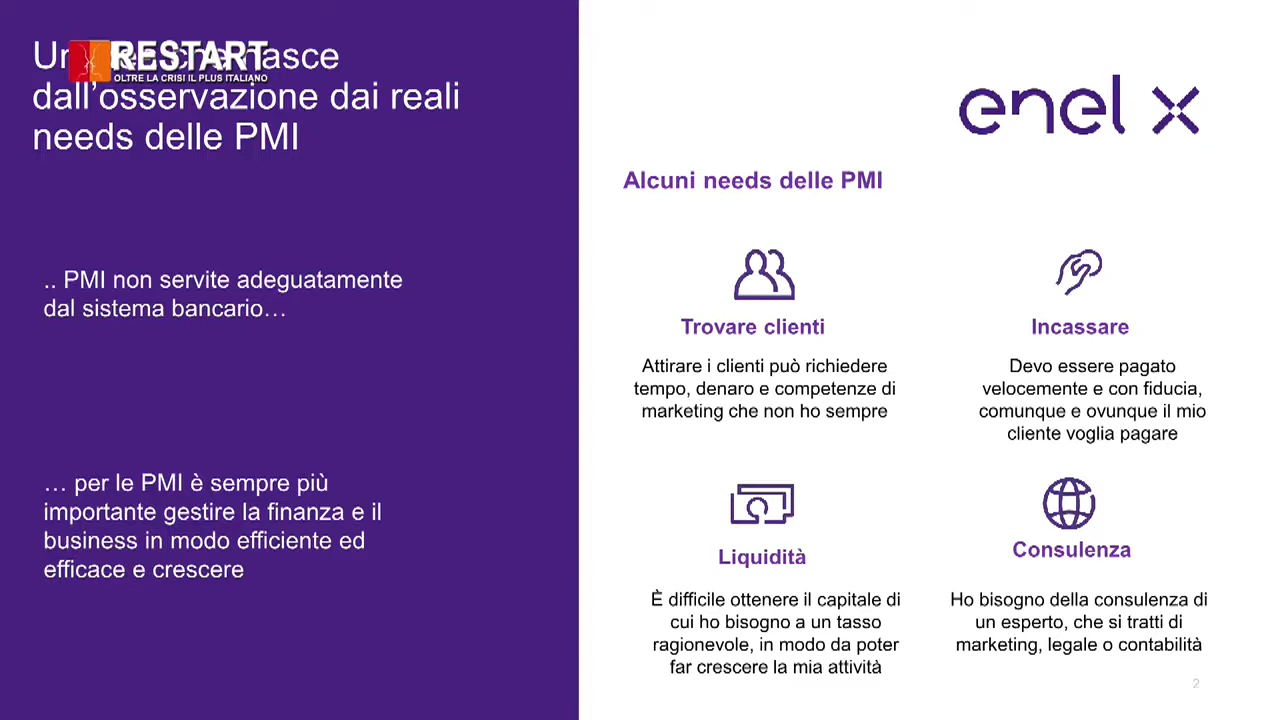 RESTART
OLTRE LA CRISI IL PLUS ITALIANO
Un che nasce
dall'osservazione dai reali
needs delle PMI
.. PMI non servite adeguatamente
dal sistema bancario…
… per le PMI è sempre più
importante gestire la finanza e il
business in modo efficiente ed
efficace e crescere
enel x
Alcuni needs delle PMI
Trovare clienti
Attirare i clienti può richiedere
tempo, denaro e competenze di
marketing che non ho sempre
Incassare
Devo essere pagato
velocemente e con fiducia,
comunque e ovunque il mio
cliente voglia pagare
Liquidità
È difficile ottenere il capitale di
cui ho bisogno a un tasso
ragionevole, in modo da poter
far crescere la mia attività
Consulenza
Ho bisogno della consulenza di
un esperto, che si tratti di
marketing, legale o contabilità
2